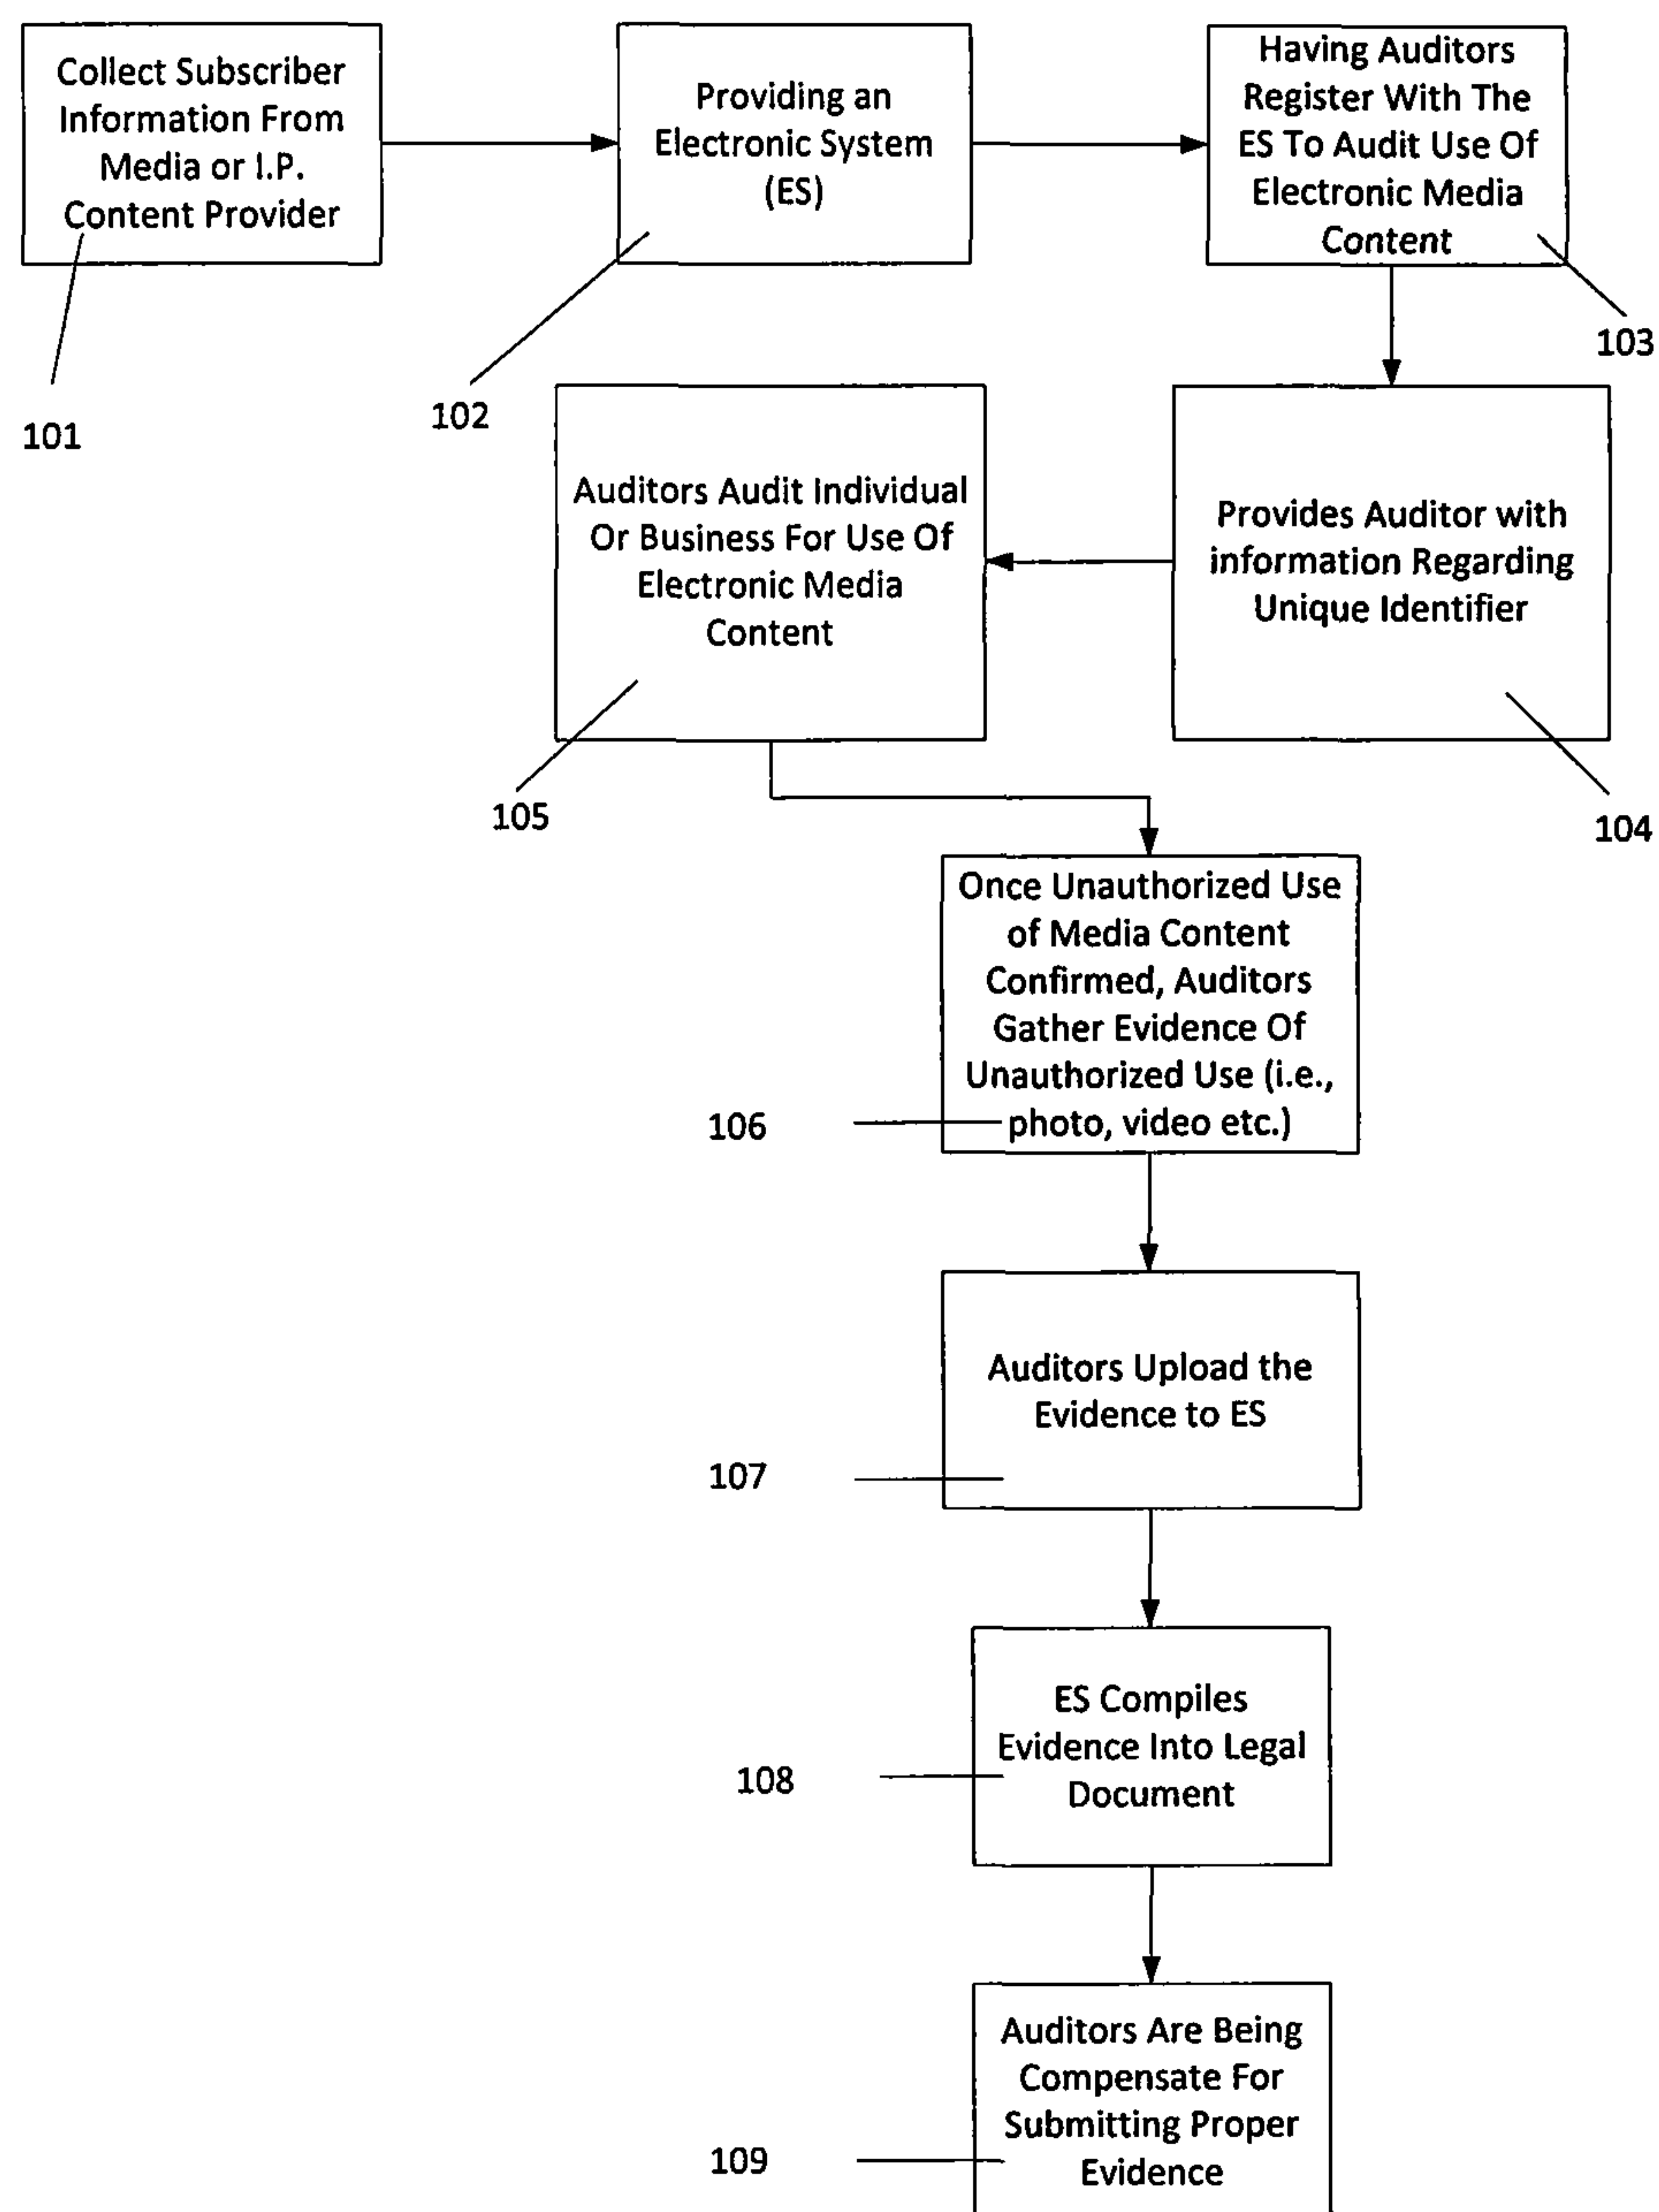 Collect Subscriber
Information From
Media or I.P.
Content Provider
101
Providing an
Electronic System
(ES)
102
Having Auditors
Register With The
ES To Audit Use Of
Electronic Media
Content
103
Provides Auditor with
information Regarding
Unique Identifier
104
Auditors Audit Individual
Or Business For Use Of
Electronic Media
Content
105
Once Unauthorized Use
of Media Content
Confirmed, Auditors
Gather Evidence Of
Unauthorized Use (i.e.,
photo, video etc.)
106
Auditors Upload the
Evidence to ES
107
ES Compiles
Evidence Into Legal
Document
108
Auditors Are Being
Compensate For
Submitting Proper
Evidence
109